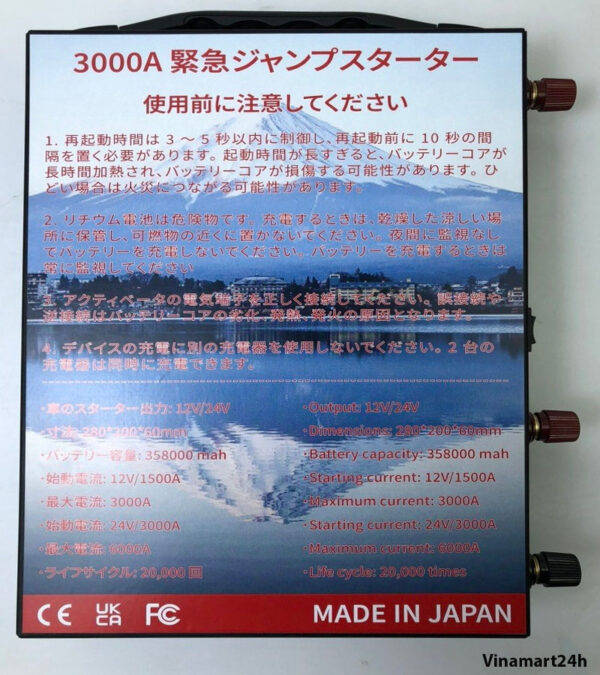 3000A 緊急ジャンプスターター
使用前に注意してください
1. 再起動時間は 3 ～ 5 秒以内に制御し、再起動前に 10 秒の間
隔を置く必要があります。起動時間が長すぎると、バッテリーコアが
長時間加熱され、バッテリーコアが損傷する可能性があります。ひ
どい場合は火災につながる可能性があります。
2. リチウム電池は危険物です。充電するときは、乾燥した涼しい場
所に保管し、可燃物の近くに置かないでください。夜間に監視なし
でバッテリーを充電しないでください。バッテリーを充電するときは
常に監視してください
3. アクティベータの電気端子を正しく接続してください。誤接続や
逆接続はバッテリーコアの劣化、発熱、発火の原因となります。
4. デバイスの充電に別の充電器を使用しないでください。2 台の
充電器は同時に充電できます。
·車のスターター出力: 12V/24V
·Output: 12V/24V
·寸法: 280*200*60mm
·Dimensions: 280*200*60mm
·バッテリー容量: 358000 mah
·Battery capacity: 358000 mah
·始動電流: 12V/1500A
·Starting current: 12V/1500A
·最大電流: 3000A
·Maximum current: 3000A
·始動電流: 24V/3000A
·Starting current: 24V/3000A
·最大電流: 6000A
·Maximum current: 6000A
·ライフサイクル: 20,000 回
·Life cycle: 20,000 times
CE UK CA FC MADE IN JAPAN
Vinamart24h